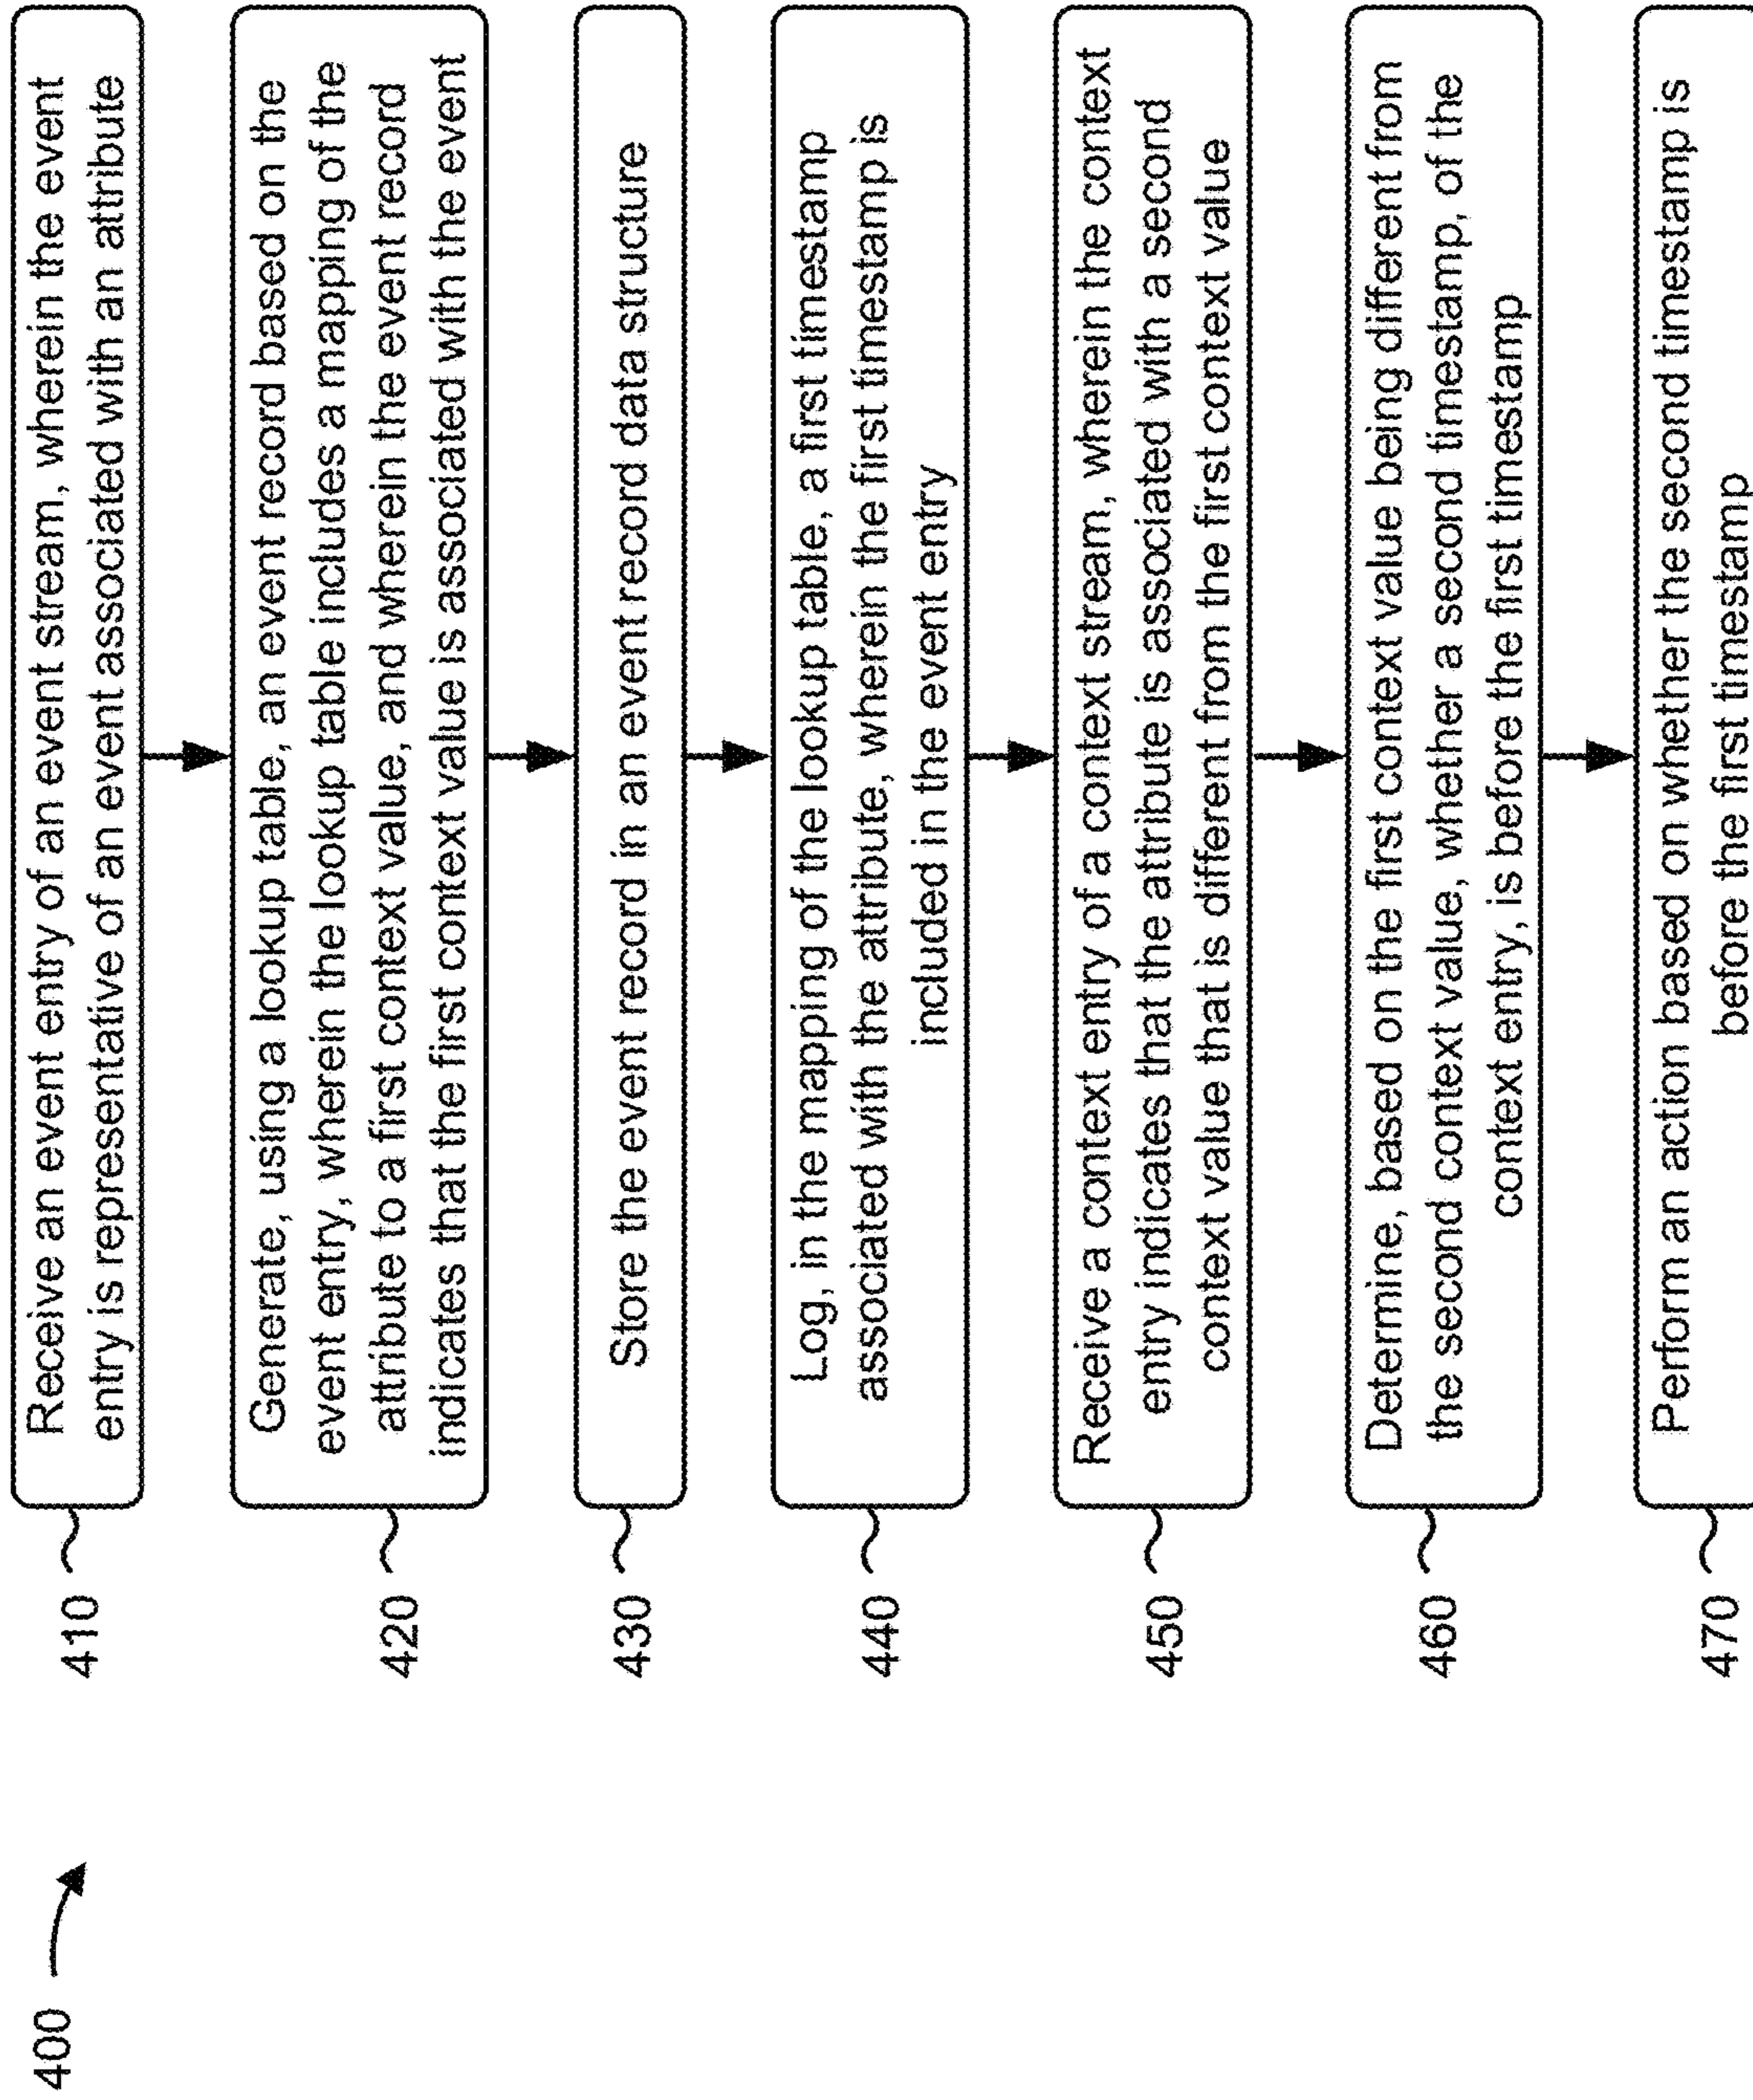 400
410
Receive an event entry of an event stream, wherein the event
entry is representative of an event associated with an attribute
420
Generate, using a lookup table, an event record based on the
event entry, wherein the lookup table includes a mapping of the
attribute to a first context value, and wherein the event record
indicates that the first context value is associated with the event
430
Store the event record in an event record data structure
440
Log, in the mapping of the lookup table, a first timestamp
associated with the attribute, wherein the first timestamp is
included in the event entry
450
Receive a context entry of a context stream, wherein the context
entry indicates that the attribute is associated with a second
context value that is different from the first context value
460
Determine, based on the first context value being different from
the second context value, whether a second timestamp, of the
context entry, is before the first timestamp
470
Perform an action based on whether the second timestamp is
before the first timestamp